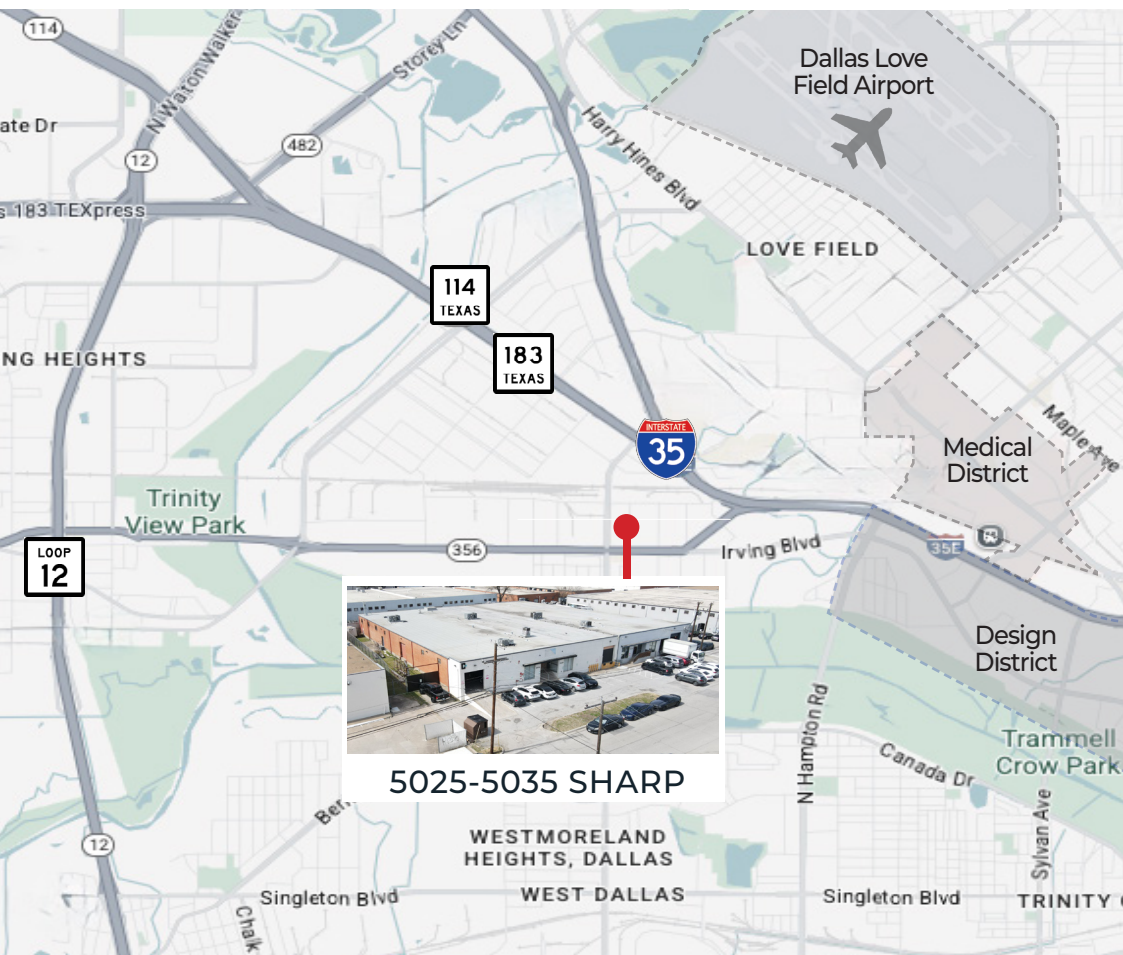 114
Storey Ln
N Walton Walker
Dallas Love
Field Airport
ate Dr
Harry Hines Blvd
482
12
s 183 TEXpress
LOVE FIELD
114
TEXAS
183
TEXAS
NG HEIGHTS
Maple Ave
INTERSTATE
35
Medical
District
Trinity
View Park
LOOP
12
356
Irving Blvd
35E
Design
District
N Hampton Rd
Trammell
Crow Park
Canada Dr
5025-5035 SHARP
Sylvan Ave
Ber
12
WESTMORELAND
HEIGHTS, DALLAS
Singleton Blvd
WEST DALLAS
Singleton Blvd
TRINITY
Chalk